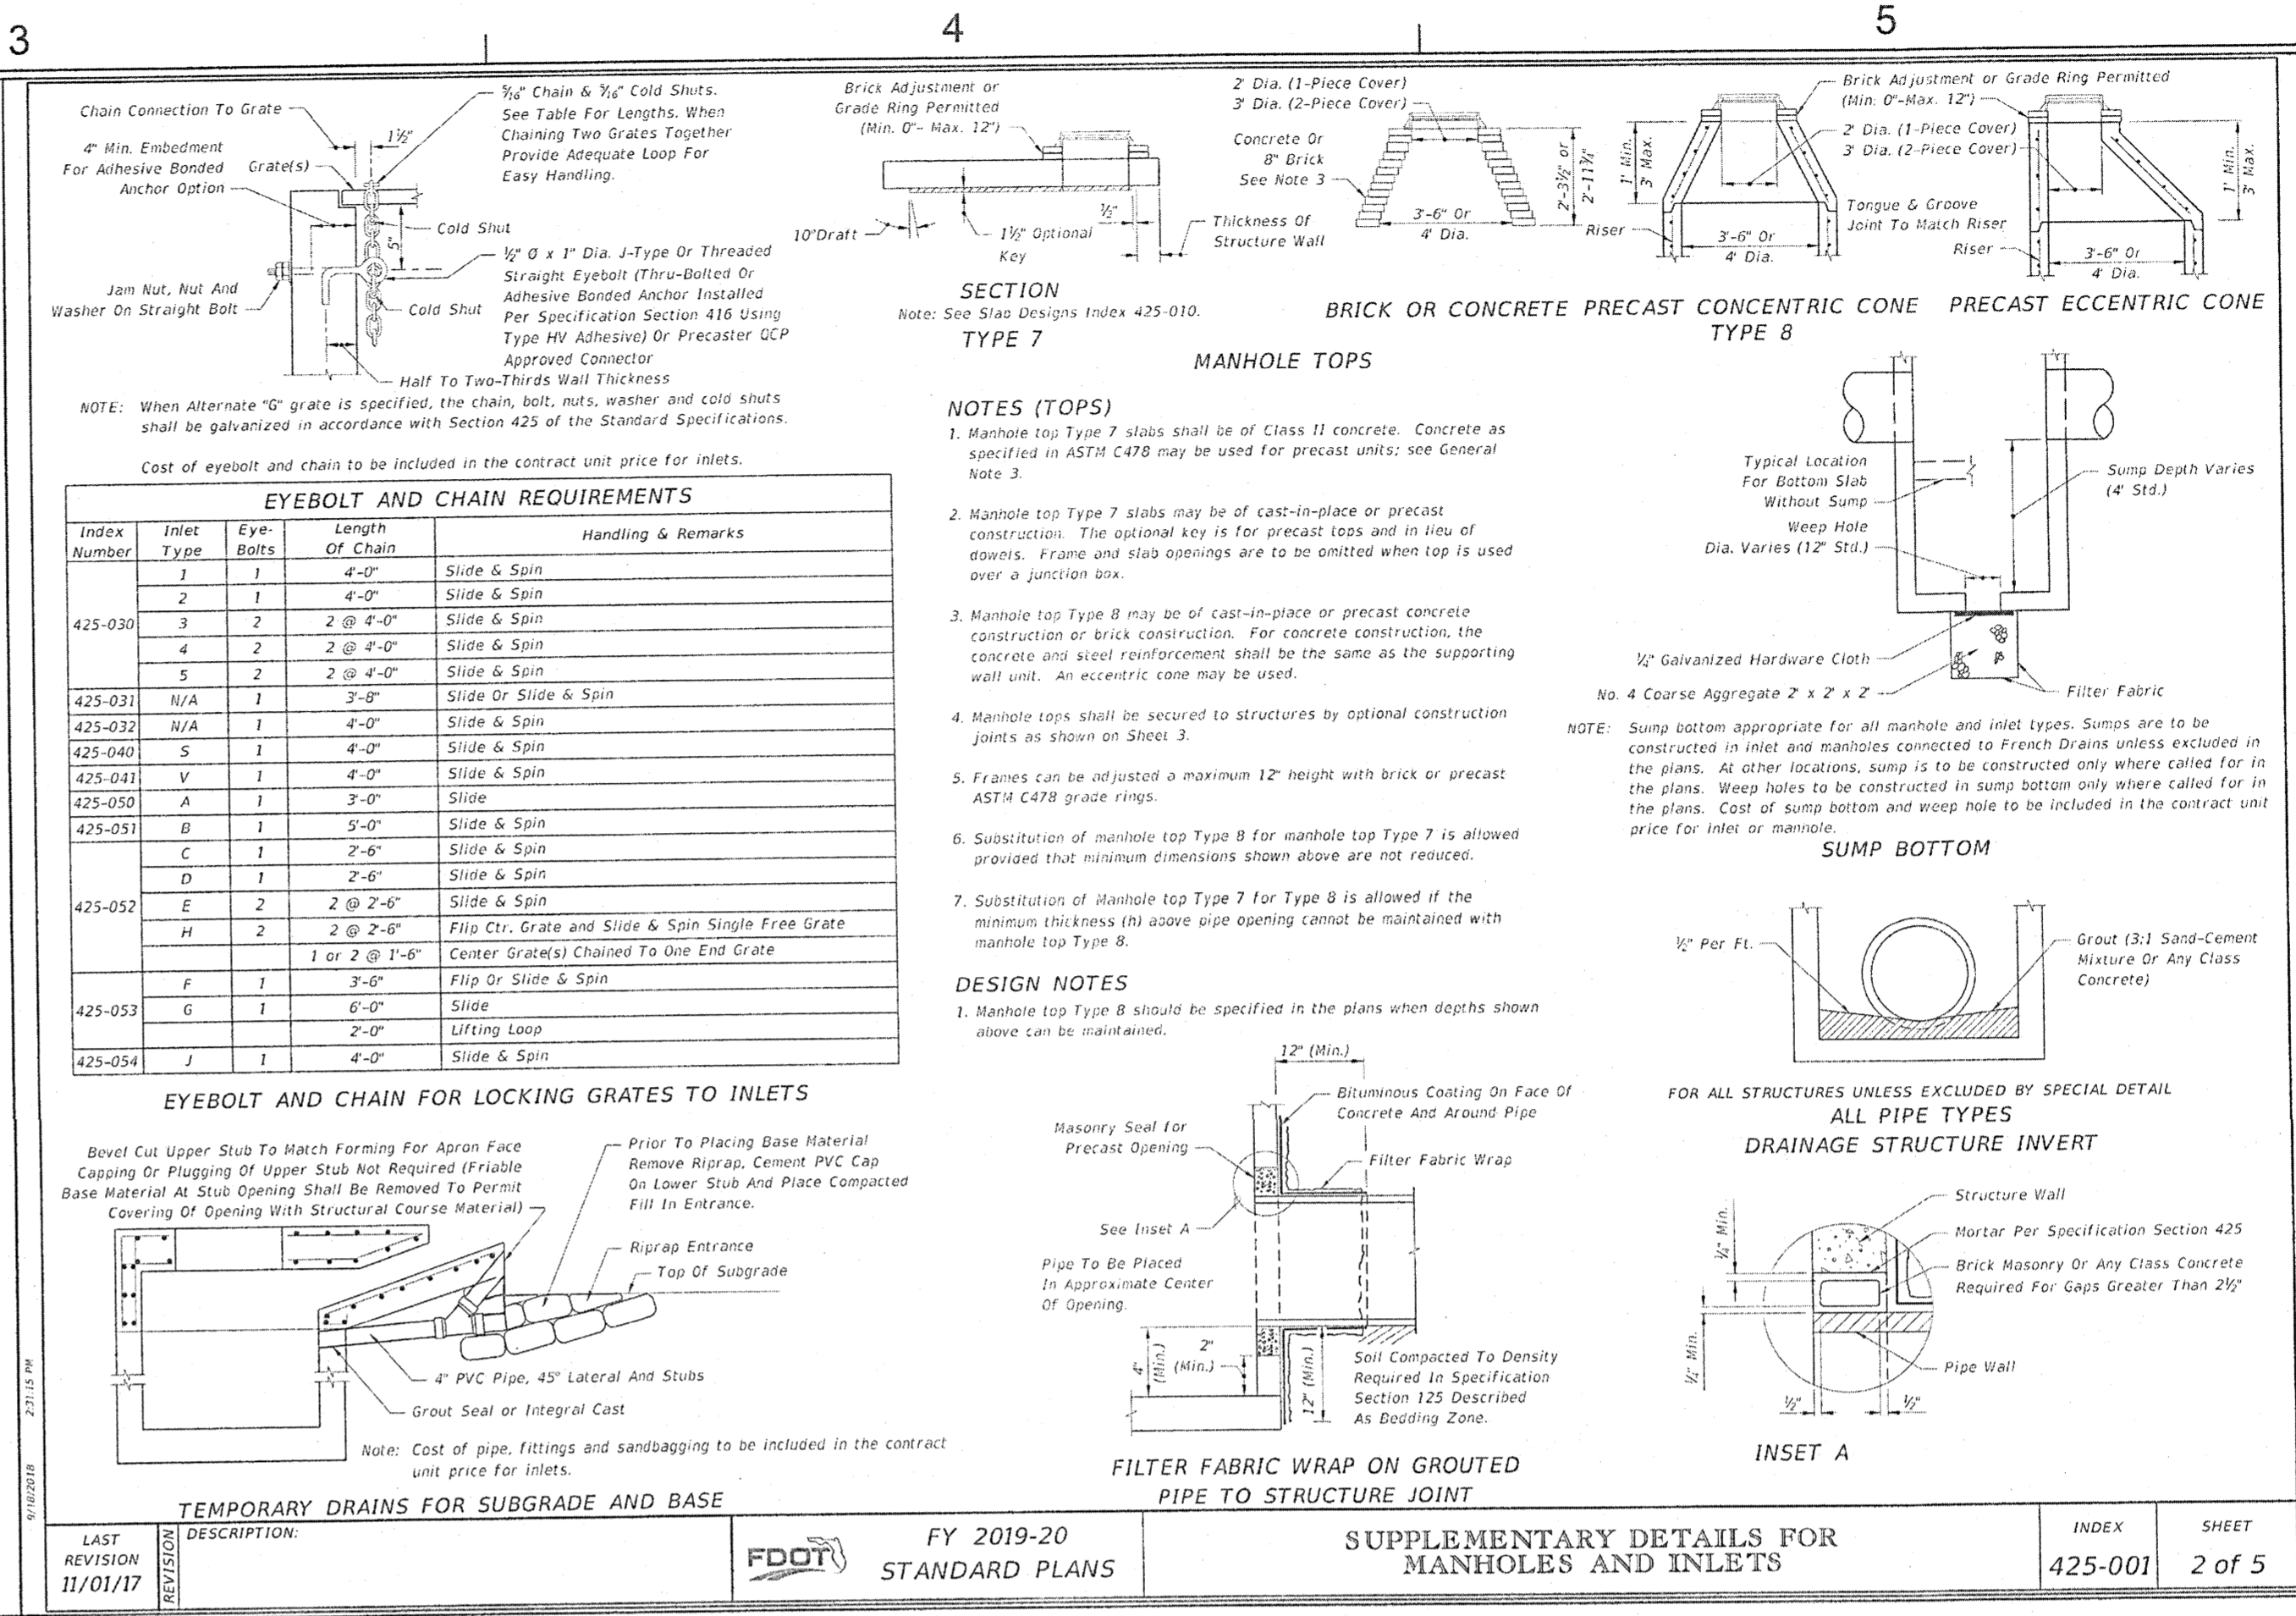 3
4
5
Chain Connection To Grate
4" Min. Embedment
For Adhesive Bonded
Anchor Option
Grate(s)
1½"
5/16" Chain & 5/16" Cold Shuts.
See Table For Lengths. When
Chaining Two Grates Together
Provide Adequate Loop For
Easy Handling.
Cold Shut
5"
½" Ø x 1" Dia. J-Type Or Threaded
Straight Eyebolt (Thru-Bolted Or
Adhesive Bonded Anchor Installed
Per Specification Section 416 Using
Type HV Adhesive) Or Precaster QCP
Approved Connector
Jam Nut, Nut And
Washer On Straight Bolt
Cold Shut
Half To Two-Thirds Wall Thickness
NOTE: When Alternate "G" grate is specified, the chain, bolt, nuts, washer and cold shuts
shall be galvanized in accordance with Section 425 of the Standard Specifications.
Cost of eyebolt and chain to be included in the contract unit price for inlets.
EYEBOLT AND CHAIN REQUIREMENTS
Index Number Inlet Type Eye-Bolts Length Of Chain Handling & Remarks
425-030 1 1 4'-0" Slide & Spin
2 1 4'-0" Slide & Spin
3 2 2 @ 4'-0" Slide & Spin
4 2 2 @ 4'-0" Slide & Spin
5 2 2 @ 4'-0" Slide & Spin
425-031 N/A 1 3'-8" Slide Or Slide & Spin
425-032 N/A 1 4'-0" Slide & Spin
425-040 S 1 4'-0" Slide & Spin
425-041 V 1 4'-0" Slide & Spin
425-050 A 1 3'-0" Slide
425-051 B 1 5'-0" Slide & Spin
425-052 C 1 2'-6" Slide & Spin
D 1 2'-6" Slide & Spin
E 2 2 @ 2'-6" Slide & Spin
H 2 2 @ 2'-6" Flip Ctr. Grate and Slide & Spin Single Free Grate
1 or 2 @ 1'-6" Center Grate(s) Chained To One End Grate
425-053 F 1 3'-6" Flip Or Slide & Spin
G 1 6'-0" Slide
2'-0" Lifting Loop
425-054 J 1 4'-0" Slide & Spin
EYEBOLT AND CHAIN FOR LOCKING GRATES TO INLETS
Bevel Cut Upper Stub To Match Forming For Apron Face
Capping Or Plugging Of Upper Stub Not Required (Friable
Base Material At Stub Opening Shall Be Removed To Permit
Covering Of Opening With Structural Course Material)
Prior To Placing Base Material
Remove Riprap, Cement PVC Cap
On Lower Stub And Place Compacted
Fill In Entrance.
Riprap Entrance
Top Of Subgrade
4" PVC Pipe, 45° Lateral And Stubs
Grout Seal or Integral Cast
Note: Cost of pipe, fittings and sandbagging to be included in the contract
unit price for inlets.
TEMPORARY DRAINS FOR SUBGRADE AND BASE
Brick Adjustment or
Grade Ring Permitted
(Min. 0"- Max. 12")
10°Draft
1½" Optional
Key
½"
Thickness Of
Structure Wall
SECTION
Note: See Slab Designs Index 425-010.
TYPE 7
2' Dia. (1-Piece Cover)
3' Dia. (2-Piece Cover)
Concrete Or
8" Brick
See Note 3
3'-6" Or
4' Dia.
2'-3½" or
2'-11¾"
BRICK OR CONCRETE
1' Min.
3' Max.
Riser
3'-6" Or
4' Dia.
PRECAST CONCENTRIC CONE
Brick Adjustment or Grade Ring Permitted
(Min. 0"-Max. 12")
2' Dia. (1-Piece Cover)
3' Dia. (2-Piece Cover)
Tongue & Groove
Joint To Match Riser
Riser
3'-6" Or
4' Dia.
1' Min.
3' Max.
PRECAST ECCENTRIC CONE
TYPE 8
MANHOLE TOPS
NOTES (TOPS)
1. Manhole top Type 7 slabs shall be of Class II concrete. Concrete as
specified in ASTM C478 may be used for precast units; see General
Note 3.
2. Manhole top Type 7 slabs may be of cast-in-place or precast
construction. The optional key is for precast tops and in lieu of
dowels. Frame and slab openings are to be omitted when top is used
over a junction box.
3. Manhole top Type 8 may be of cast-in-place or precast concrete
construction or brick construction. For concrete construction, the
concrete and steel reinforcement shall be the same as the supporting
wall unit. An eccentric cone may be used.
4. Manhole tops shall be secured to structures by optional construction
joints as shown on Sheet 3.
5. Frames can be adjusted a maximum 12" height with brick or precast
ASTM C478 grade rings.
6. Substitution of manhole top Type 8 for manhole top Type 7 is allowed
provided that minimum dimensions shown above are not reduced.
7. Substitution of Manhole top Type 7 for Type 8 is allowed if the
minimum thickness (h) above pipe opening cannot be maintained with
manhole top Type 8.
DESIGN NOTES
1. Manhole top Type 8 should be specified in the plans when depths shown
above can be maintained.
12" (Min.)
Bituminous Coating On Face Of
Concrete And Around Pipe
Masonry Seal for
Precast Opening
Filter Fabric Wrap
See Inset A
Pipe To Be Placed
In Approximate Center
Of Opening.
4"
(Min.)
2"
(Min.)
12" (Min.)
Soil Compacted To Density
Required In Specification
Section 125 Described
As Bedding Zone.
FILTER FABRIC WRAP ON GROUTED
PIPE TO STRUCTURE JOINT
Typical Location
For Bottom Slab
Without Sump
Weep Hole
Dia. Varies (12" Std.)
Sump Depth Varies
(4' Std.)
¼" Galvanized Hardware Cloth
No. 4 Coarse Aggregate 2' x 2' x 2'
Filter Fabric
NOTE: Sump bottom appropriate for all manhole and inlet types. Sumps are to be
constructed in inlet and manholes connected to French Drains unless excluded in
the plans. At other locations, sump is to be constructed only where called for in
the plans. Weep holes to be constructed in sump bottom only where called for in
the plans. Cost of sump bottom and weep hole to be included in the contract unit
price for inlet or manhole.
SUMP BOTTOM
½" Per Ft.
Grout (3:1 Sand-Cement
Mixture Or Any Class
Concrete)
FOR ALL STRUCTURES UNLESS EXCLUDED BY SPECIAL DETAIL
ALL PIPE TYPES
DRAINAGE STRUCTURE INVERT
¼" Min.
Structure Wall
Mortar Per Specification Section 425
Brick Masonry Or Any Class Concrete
Required For Gaps Greater Than 2½"
¼" Min.
Pipe Wall
½"
½"
INSET A
9/18/2018 2:31:15 PM
LAST
REVISION
11/01/17
REVISION
DESCRIPTION:
FDOT
FY 2019-20
STANDARD PLANS
SUPPLEMENTARY DETAILS FOR
MANHOLES AND INLETS
INDEX
425-001
SHEET
2 of 5